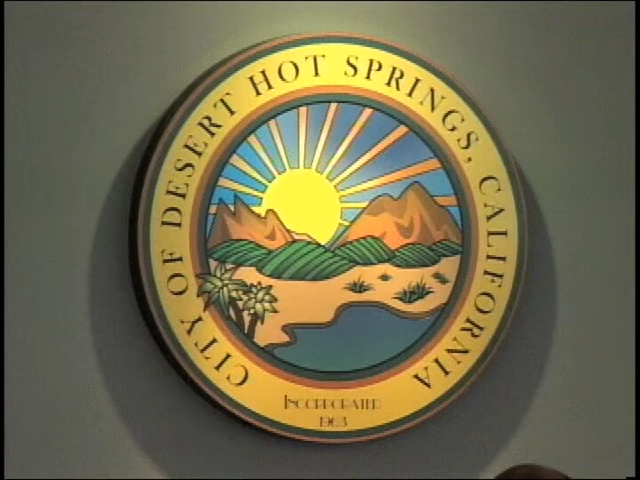 CITY OF DESERT HOT SPRINGS, CALIFORNIA
INCORPORATED
1963